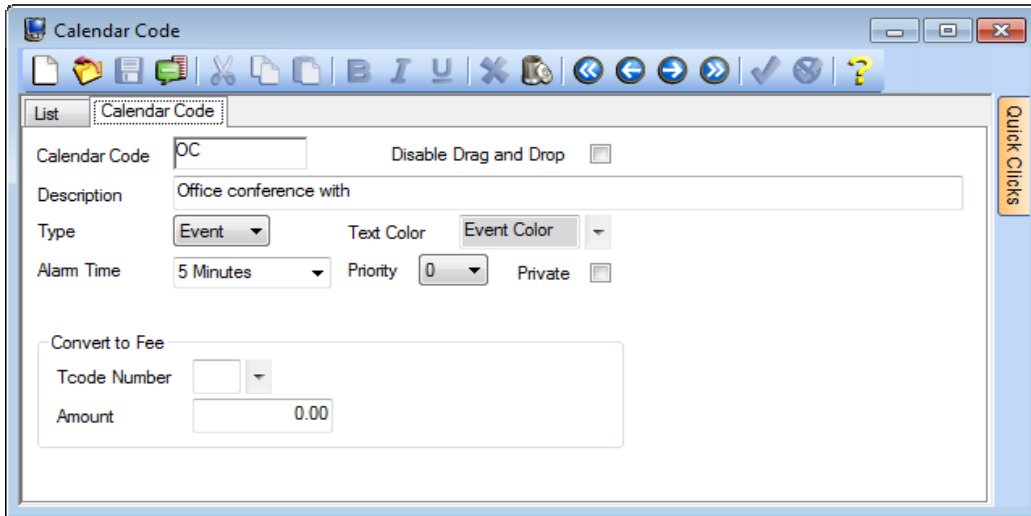 Calendar Code
B I U
List Calendar Code
Calendar Code OC Disable Drag and Drop
Description Office conference with
Type Event Text Color Event Color
Alarm Time 5 Minutes Priority 0 Private
Convert to Fee
Tcode Number
Amount 0.00
Quick Clicks